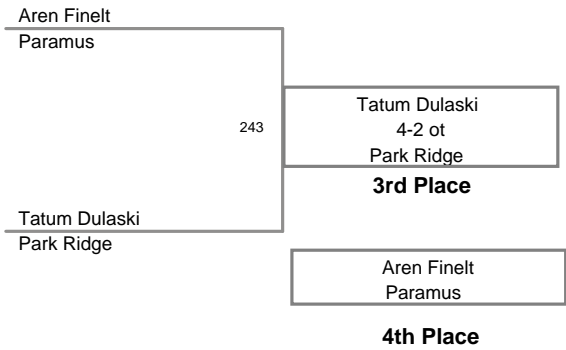 Aren Finelt
Paramus
243
Tatum Dulaski
4-2 ot
Park Ridge
3rd Place
Tatum Dulaski
Park Ridge
Aren Finelt
Paramus
4th Place